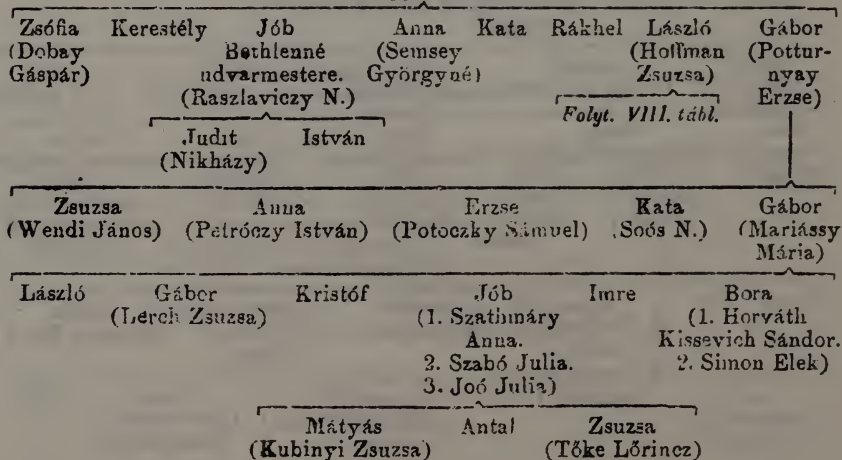 Zsófia Kerestély Jób Anna Kata Rákhel László Gábor
(Dobay Bethlenné (Semsey (Hoffman (Pottur-
Gáspár) udvarmestere. Györgyné) Zsuzsa) nyay
(Raszlaviczy N.) Erzse)
Folyt. VIII. tábl.
Judit István
(Nikházy)
Zsuzsa Anna Erzse Kata Gábor
(Wendi János) (Petróczy István) (Potoczky Sámuel) (Soós N.) (Mariássy
Mária)
László Gábor Kristóf Jób Imre Bora
(Lerch Zsuzsa) (1. Szathmáry (1. Horváth
Anna. Kissevich Sándor.
2. Szabó Julia. 2. Simon Elek)
3. Joó Julia)
Mátyás Antal Zsuzsa
(Kubinyi Zsuzsa) (Tőke Lőrincz)